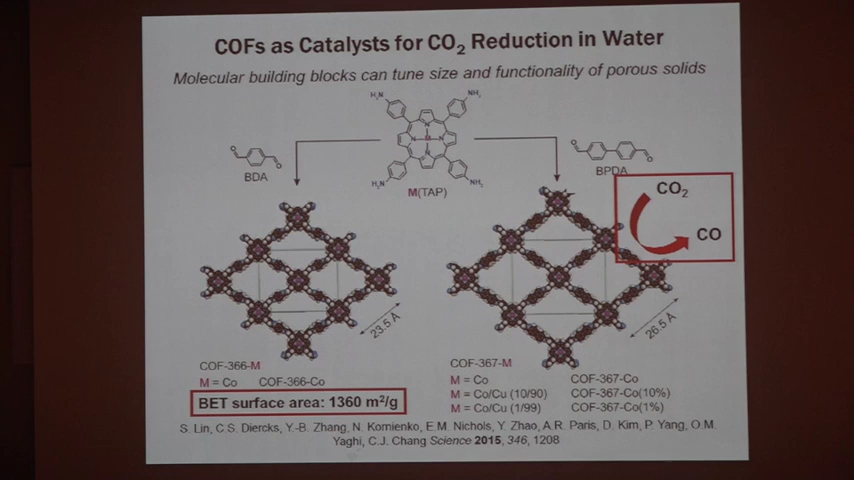 COFs as Catalysts for CO2 Reduction in Water
Molecular building blocks can tune size and functionality of porous solids
H2N NH2
N N N N M
H2N NH2
BDA
M(TAP)
BPDA
CO2
CO
23.5 Å
26.5 Å
COF-366-M
M = Co COF-366-Co
BET surface area: 1360 m2/g
COF-367-M
M = Co COF-367-Co
M = Co/Cu (10/90) COF-367-Co(10%)
M = Co/Cu (1/99) COF-367-Co(1%)
S. Lin, C.S. Diercks, Y.-B. Zhang, N. Kornienko, E.M. Nichols, Y. Zhao, A.R. Paris, D. Kim, P. Yang, O.M.
Yaghi, C.J. Chang Science 2015, 346, 1208